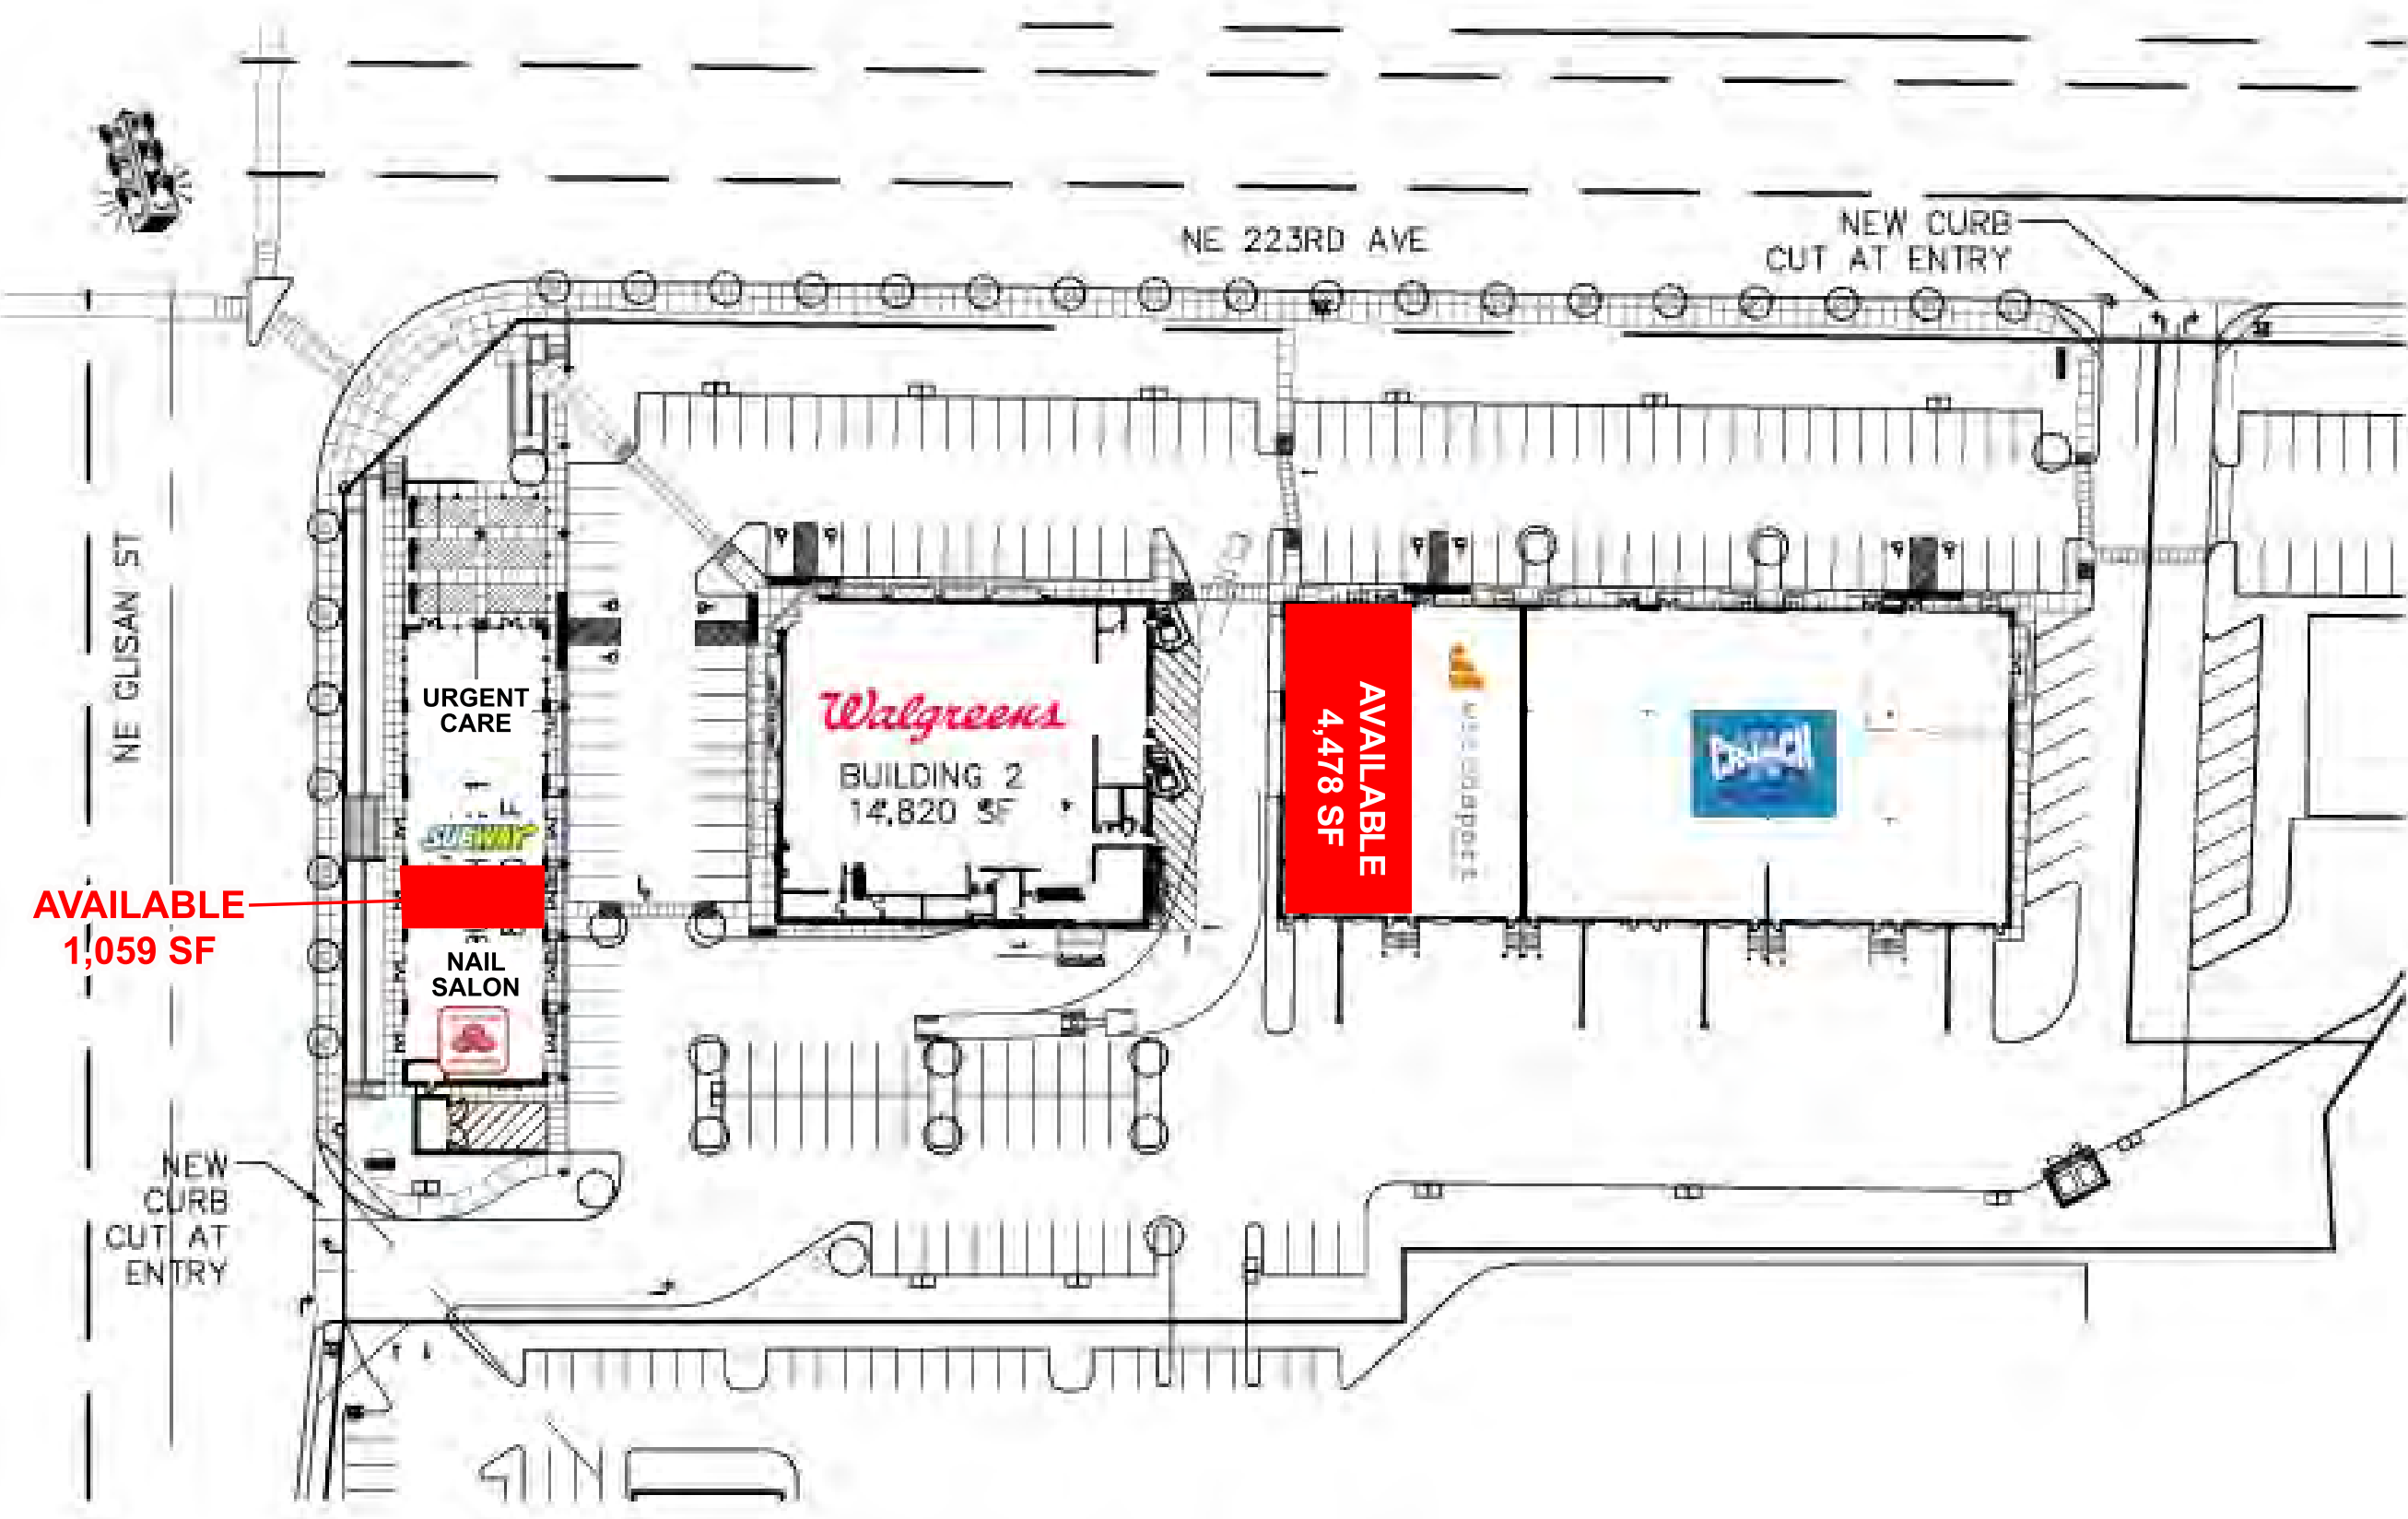 NE 223RD AVE
NEW CURB
CUT AT ENTRY
NE GLISAN ST
URGENT
CARE
SUBWAY
AVAILABLE
1,059 SF
NAIL
SALON
Walgreens
BUILDING 2
14,820 SF
AVAILABLE
4,478 SF
CRUNCH
NEW
CURB
CUT AT
ENTRY